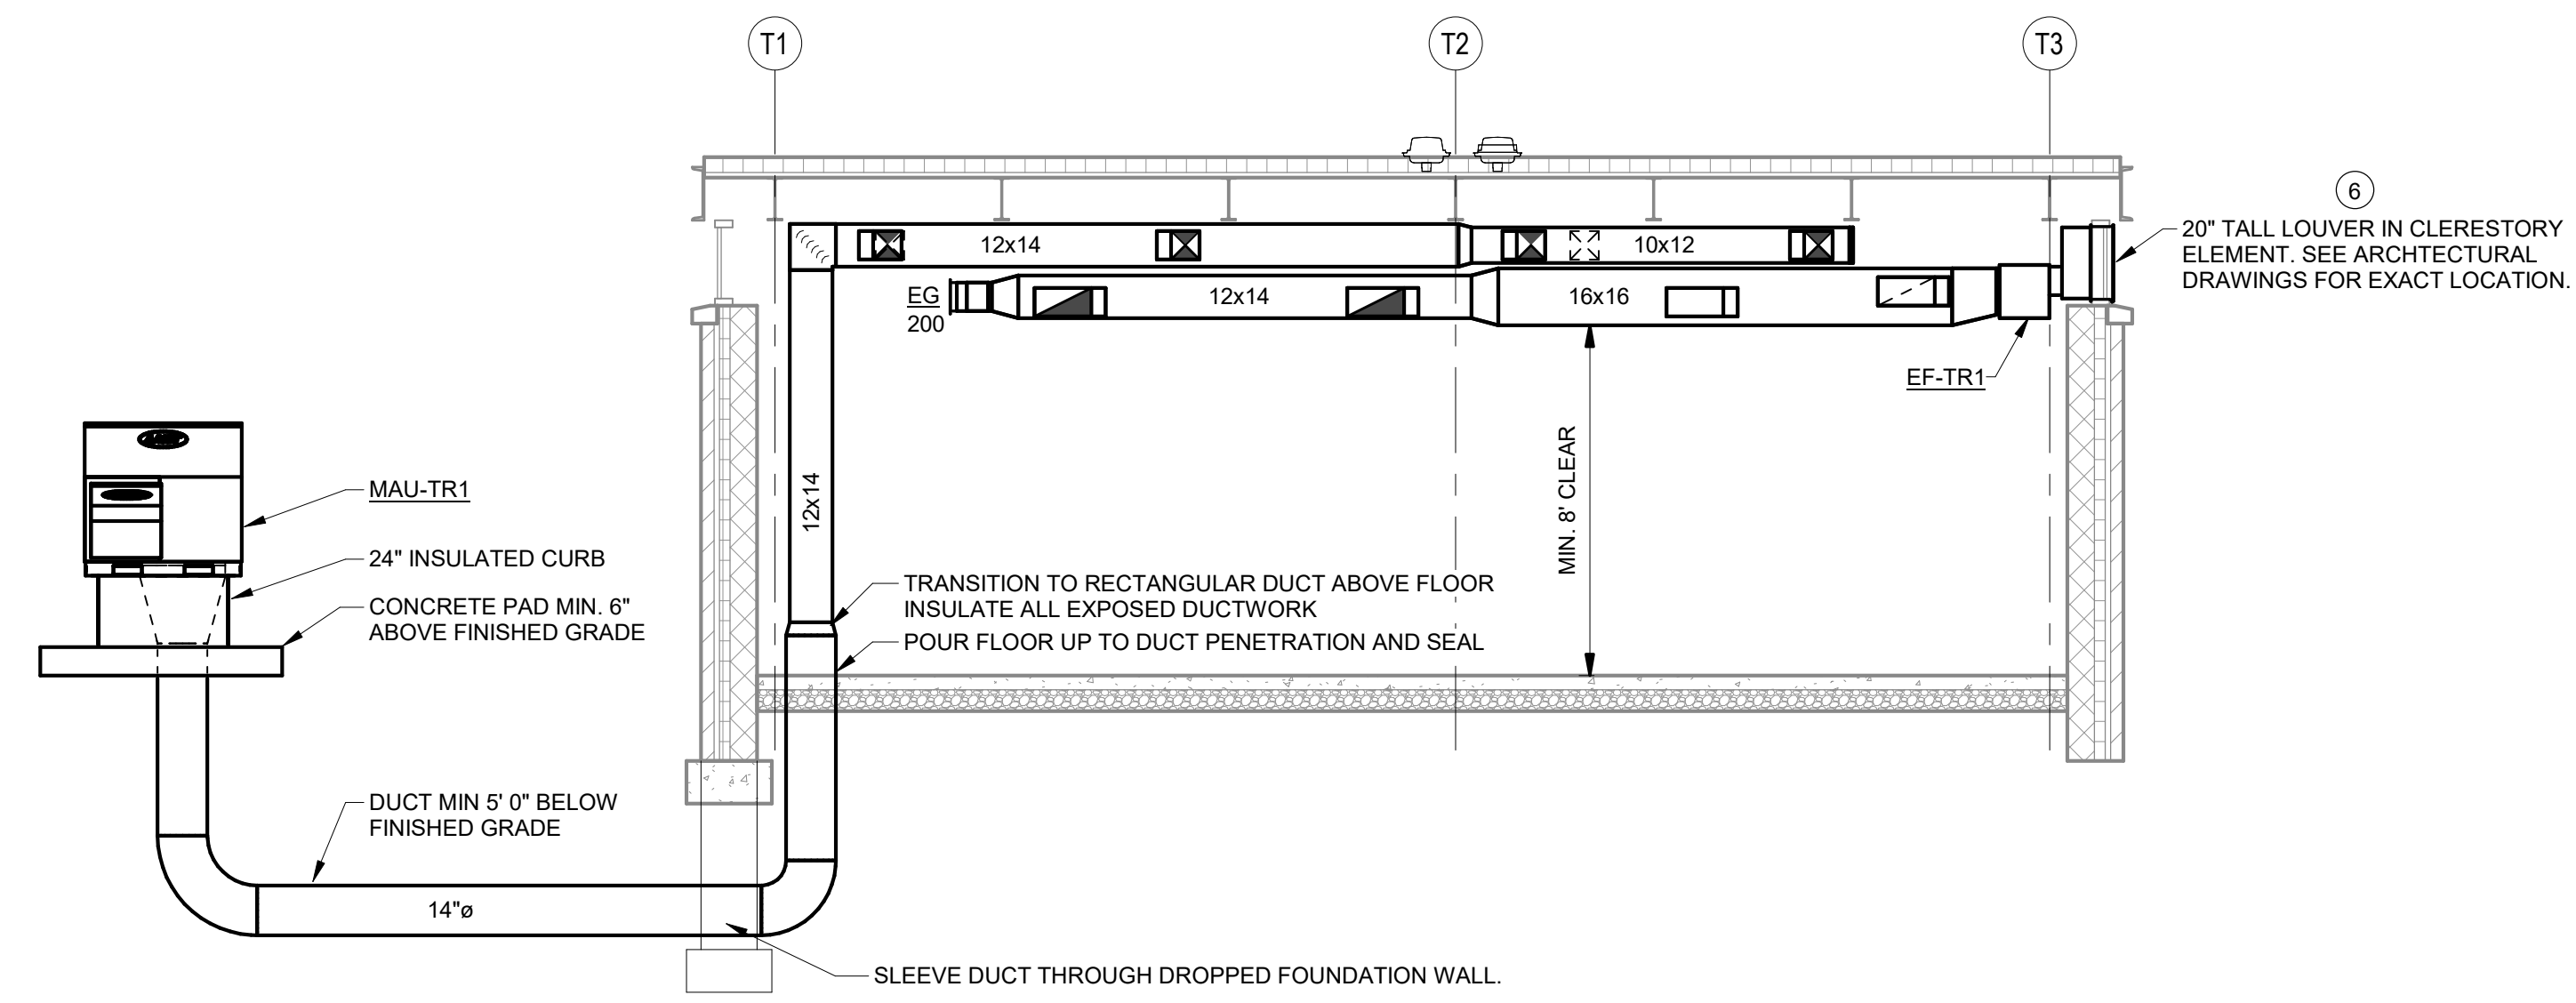 T1
T2
T3
6
20" TALL LOUVER IN CLERESTORY
ELEMENT. SEE ARCHTECTURAL
DRAWINGS FOR EXACT LOCATION.
12x14
10x12
EG
200
12x14
16x16
EF-TR1
MIN. 8' CLEAR
12x14
MAU-TR1
24" INSULATED CURB
CONCRETE PAD MIN. 6"
ABOVE FINISHED GRADE
TRANSITION TO RECTANGULAR DUCT ABOVE FLOOR
INSULATE ALL EXPOSED DUCTWORK
POUR FLOOR UP TO DUCT PENETRATION AND SEAL
DUCT MIN 5' 0" BELOW
FINISHED GRADE
14"ø
SLEEVE DUCT THROUGH DROPPED FOUNDATION WALL.